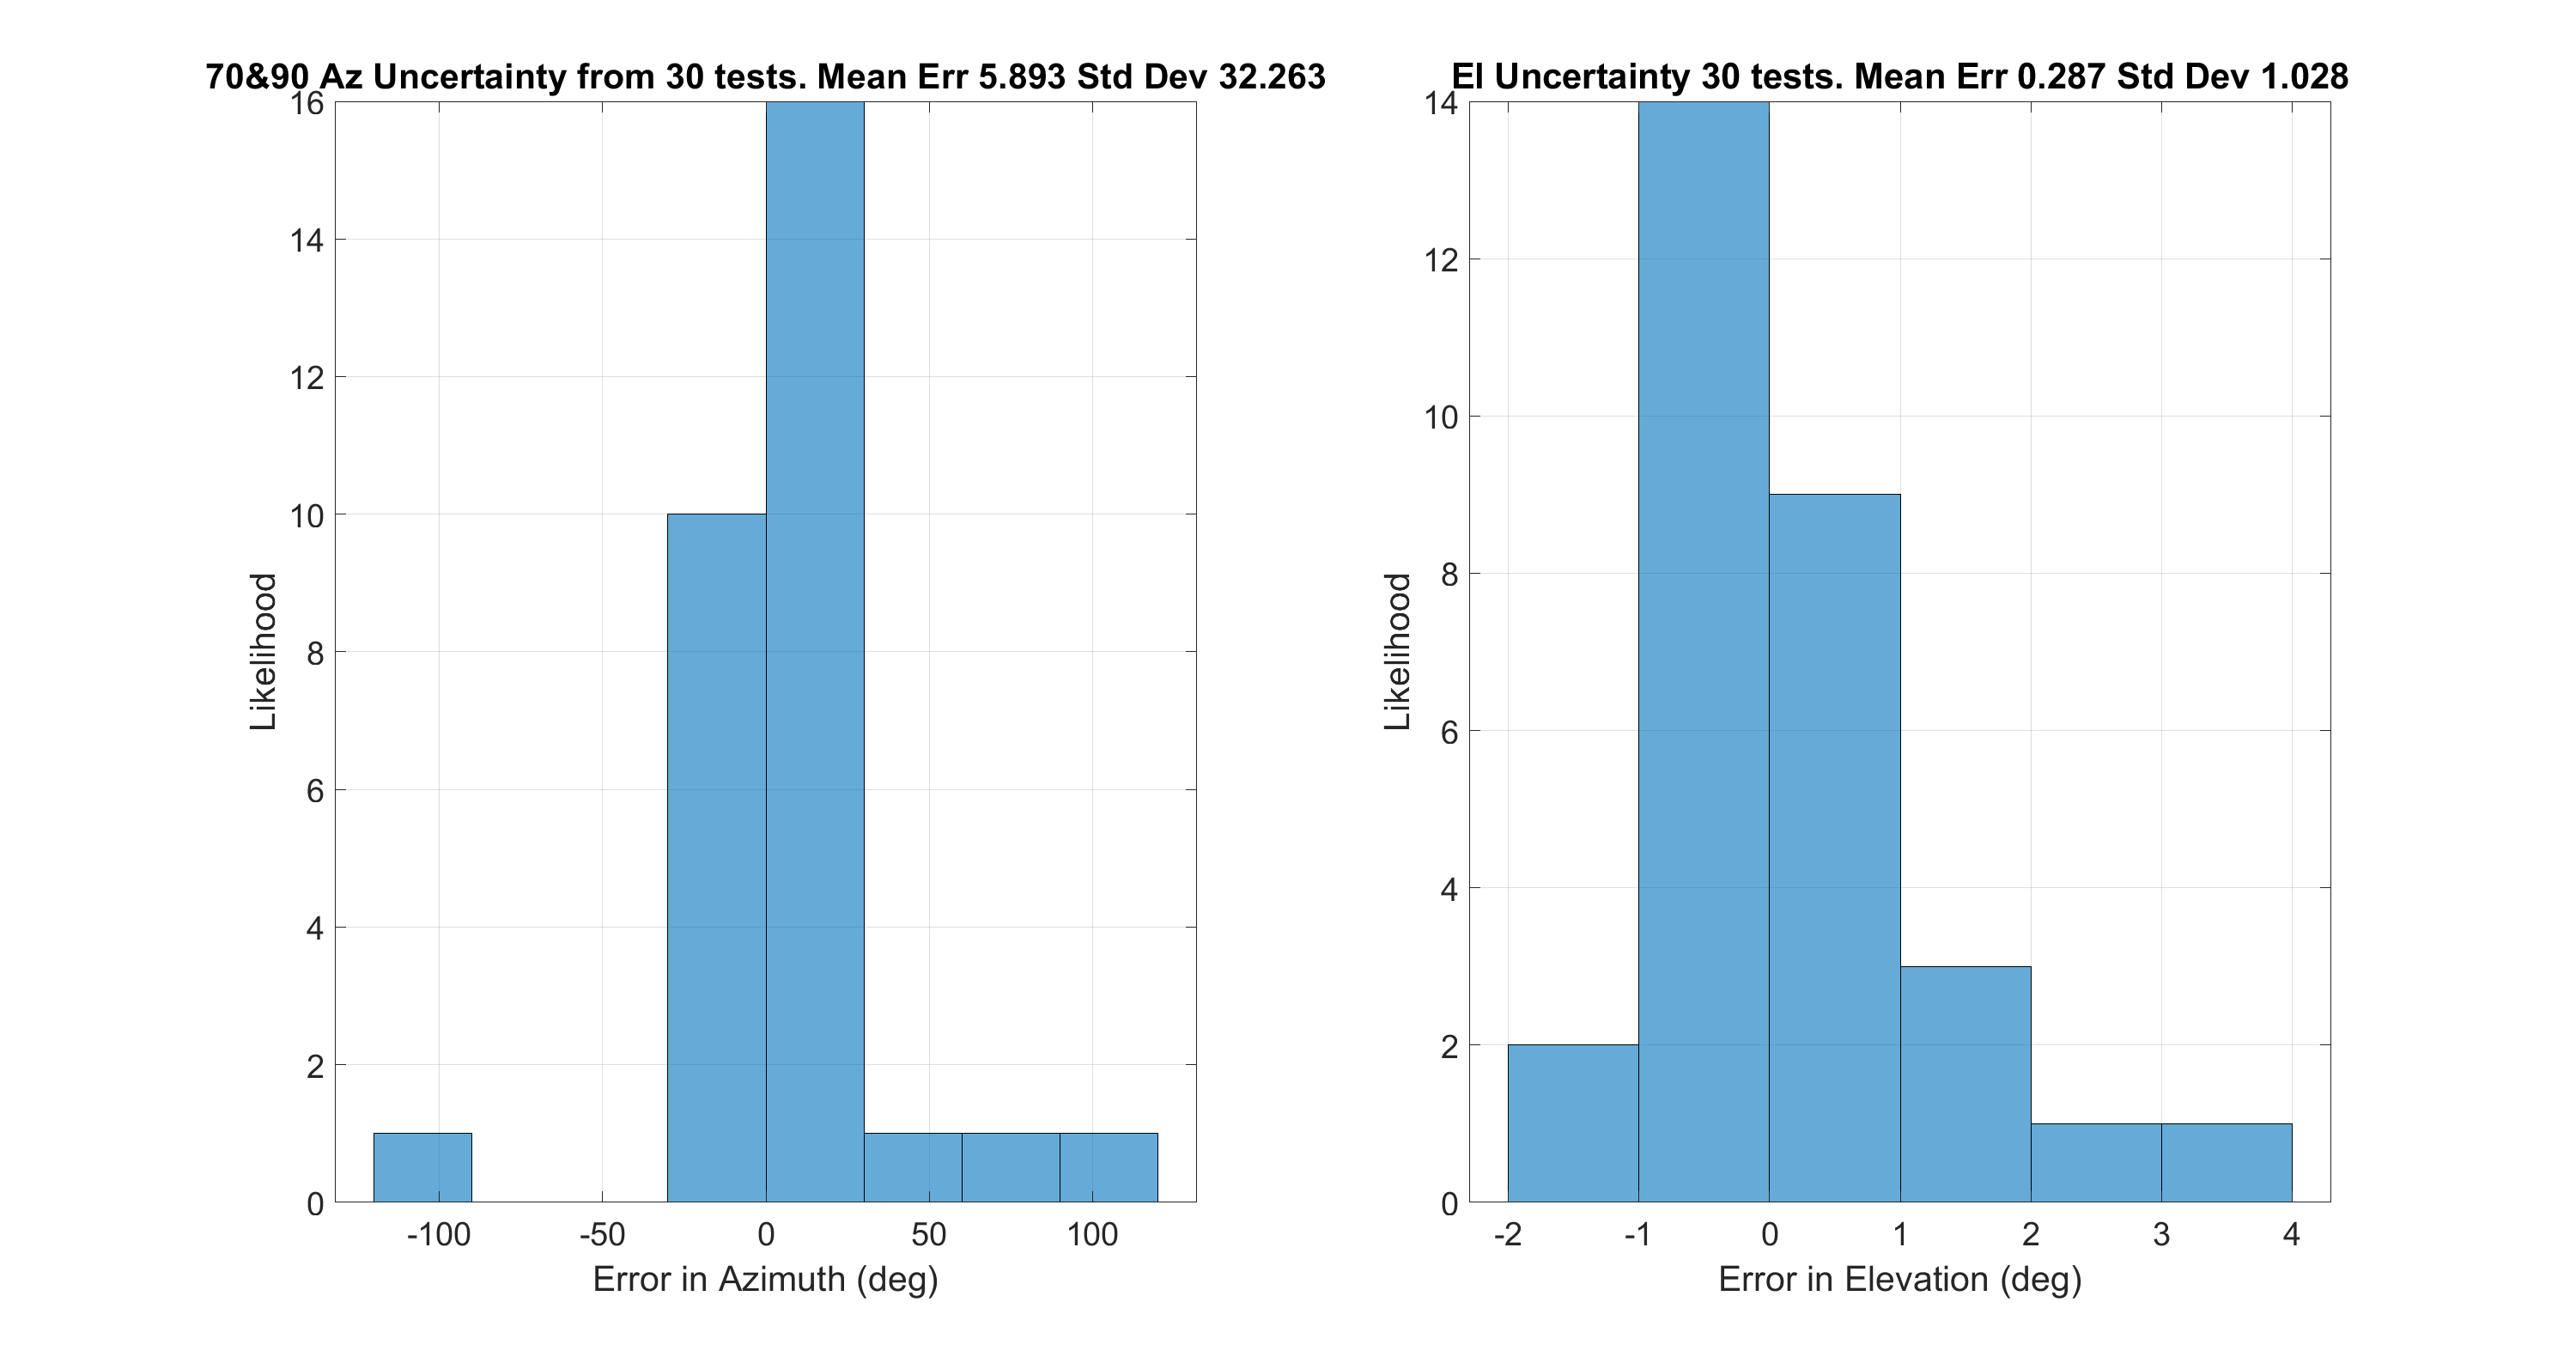 70&90 Az Uncertainty from 30 tests. Mean Err 5.893 Std Dev 32.263
16
14
12
10
8
6
4
2
0
Likelihood
-100 -50 0 50 100
Error in Azimuth (deg)
El Uncertainty 30 tests. Mean Err 0.287 Std Dev 1.028
14
12
10
8
6
4
2
0
Likelihood
-2 -1 0 1 2 3 4
Error in Elevation (deg)